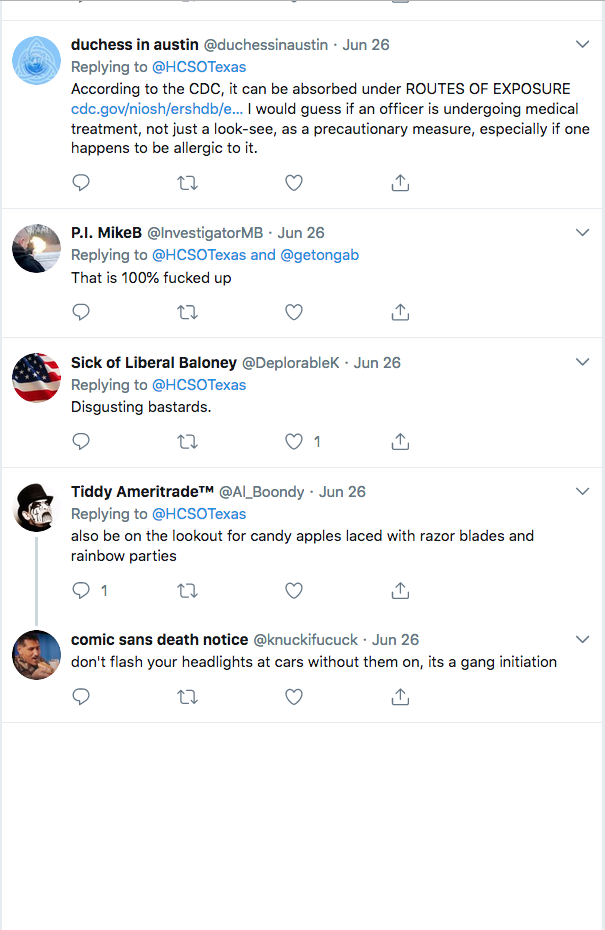 duchess in austin @duchessinaustin · Jun 26
Replying to @HCSOTexas
According to the CDC, it can be absorbed under ROUTES OF EXPOSURE
cdc.gov/niosh/ershdb/e... I would guess if an officer is undergoing medical
treatment, not just a look-see, as a precautionary measure, especially if one
happens to be allergic to it.
P.I. MikeB @InvestigatorMB · Jun 26
Replying to @HCSOTexas and @getongab
That is 100% fucked up
Sick of Liberal Baloney @DeplorableK · Jun 26
Replying to @HCSOTexas
Disgusting bastards.
1
Tiddy Ameritrade™ @Al_Boondy · Jun 26
Replying to @HCSOTexas
also be on the lookout for candy apples laced with razor blades and
rainbow parties
1
comic sans death notice @knuckifucuck · Jun 26
don't flash your headlights at cars without them on, its a gang initiation